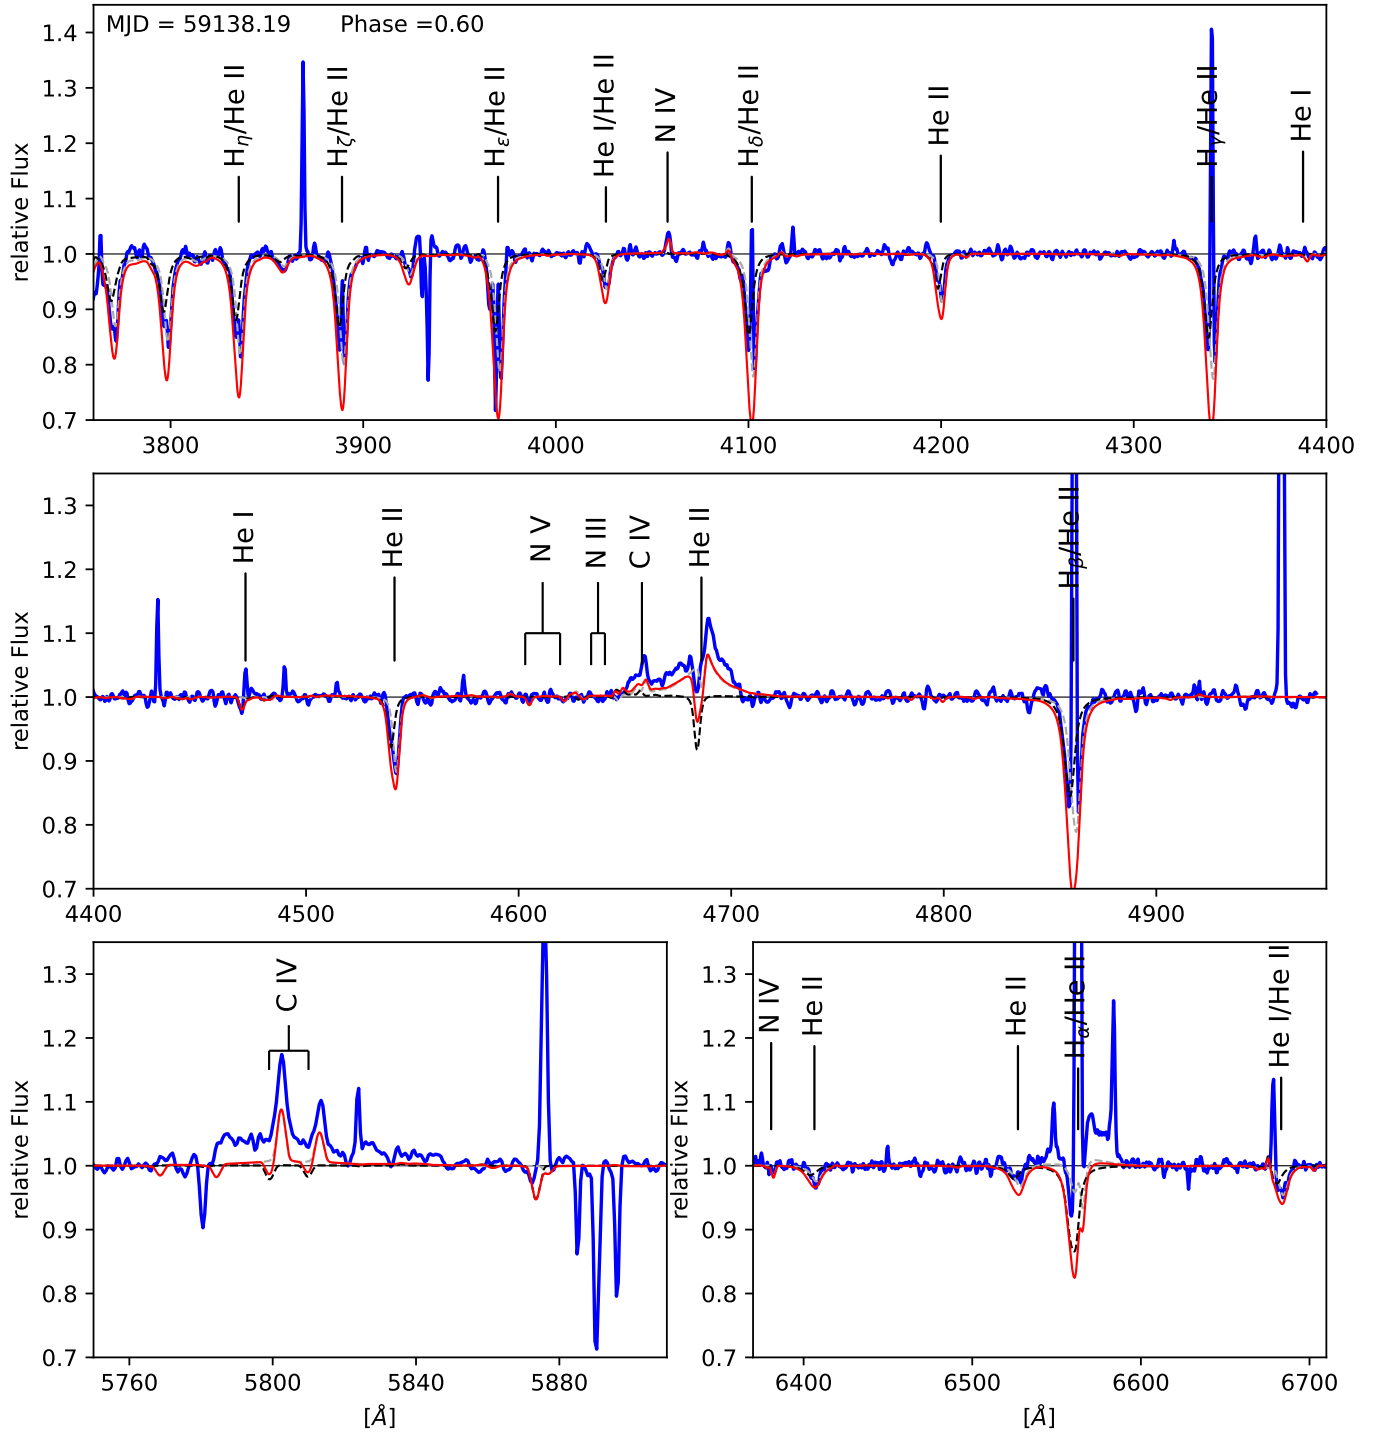 MJD = 59138.19 Phase =0.60
relative Flux
1.4
1.3
1.2
1.1
1.0
0.9
0.8
0.7
Hη/He II
Hζ/He II
Hε/He II
He I/He II
N IV
Hδ/He II
He II
Hγ/He II
He I
3800 3900 4000 4100 4200 4300 4400
relative Flux
1.3
1.2
1.1
1.0
0.9
0.8
0.7
He I
He II
N V
N III
C IV
He II
Hβ/He II
4400 4500 4600 4700 4800 4900
relative Flux
1.3
1.2
1.1
1.0
0.9
0.8
0.7
C IV
5760 5800 5840 5880
[Å]
relative Flux
1.3
1.2
1.1
1.0
0.9
0.8
0.7
N IV
He II
He II
Hα/He II
He I/He II
6400 6500 6600 6700
[Å]